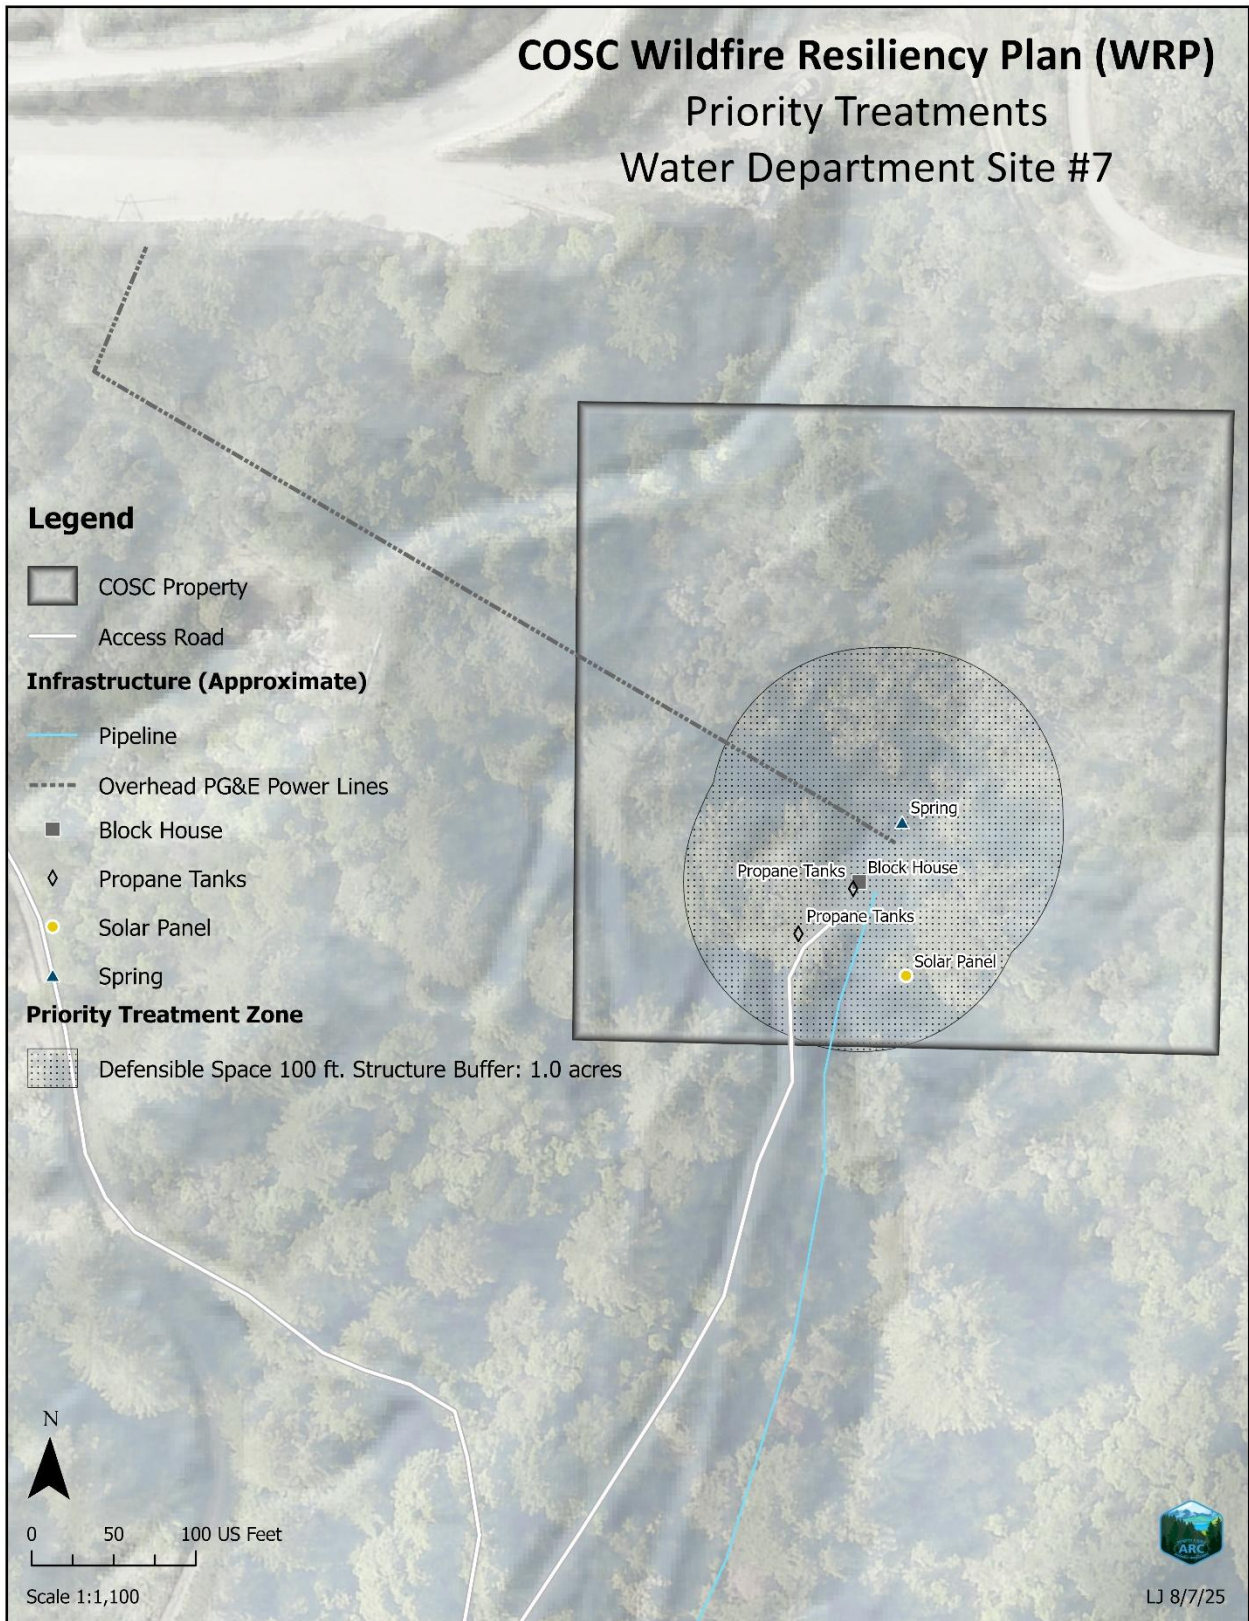 COSC Wildfire Resiliency Plan (WRP)
Priority Treatments
Water Department Site #7
Legend
COSC Property
Access Road
Infrastructure (Approximate)
Pipeline
Overhead PG&E Power Lines
Block House
Propane Tanks
Solar Panel
Spring
Priority Treatment Zone
Defensible Space 100 ft. Structure Buffer: 1.0 acres
Spring
Propane Tanks
Block House
Propane Tanks
Solar Panel
N
0 50 100 US Feet
Scale 1:1,100
ARC
LJ 8/7/25